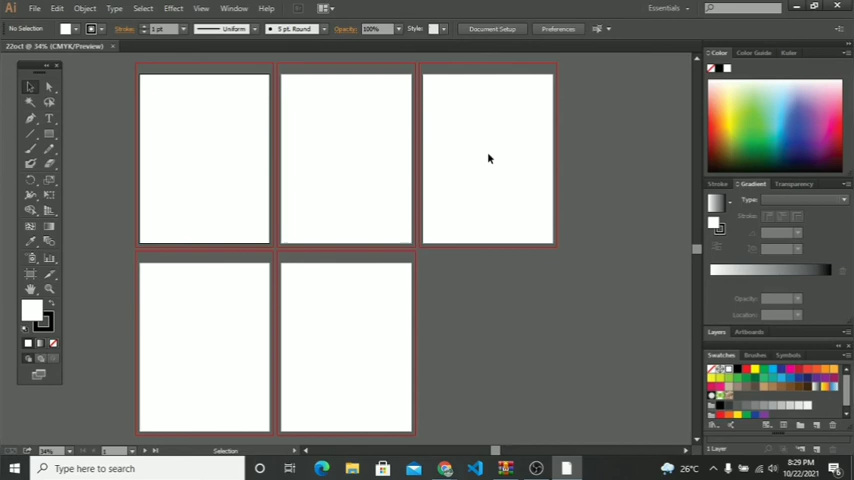 Ai File Edit Object Type Select Effect View Window Help Br Essentials
No Selection Stroke: 1 pt Uniform 5 pt. Round Opacity: 100% Style: Document Setup Preferences
22oct @ 34% (CMYK/Preview) ×
Color Color Guide Kuler
Stroke Gradient Transparency
Type:
Stroke:
Opacity:
Location:
Layers Artboards
Swatches Brushes Symbols
34% 1 Selection
1 Layer
Type here to search
26°C
8:29 PM
10/22/2021